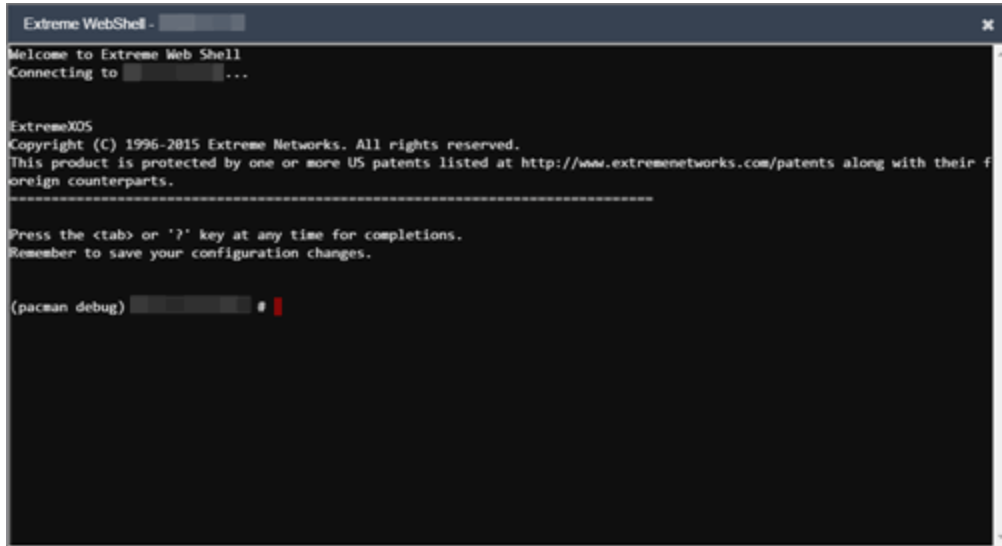 Extreme WebShell -
Welcome to Extreme Web Shell
Connecting to ...
ExtremeXOS
Copyright (C) 1996-2015 Extreme Networks. All rights reserved.
This product is protected by one or more US patents listed at http://www.extremenetworks.com/patents along with their f
oreign counterparts.
================================================================================
Press the <tab> or '?' key at any time for completions.
Remember to save your configuration changes.
(pacman debug) #